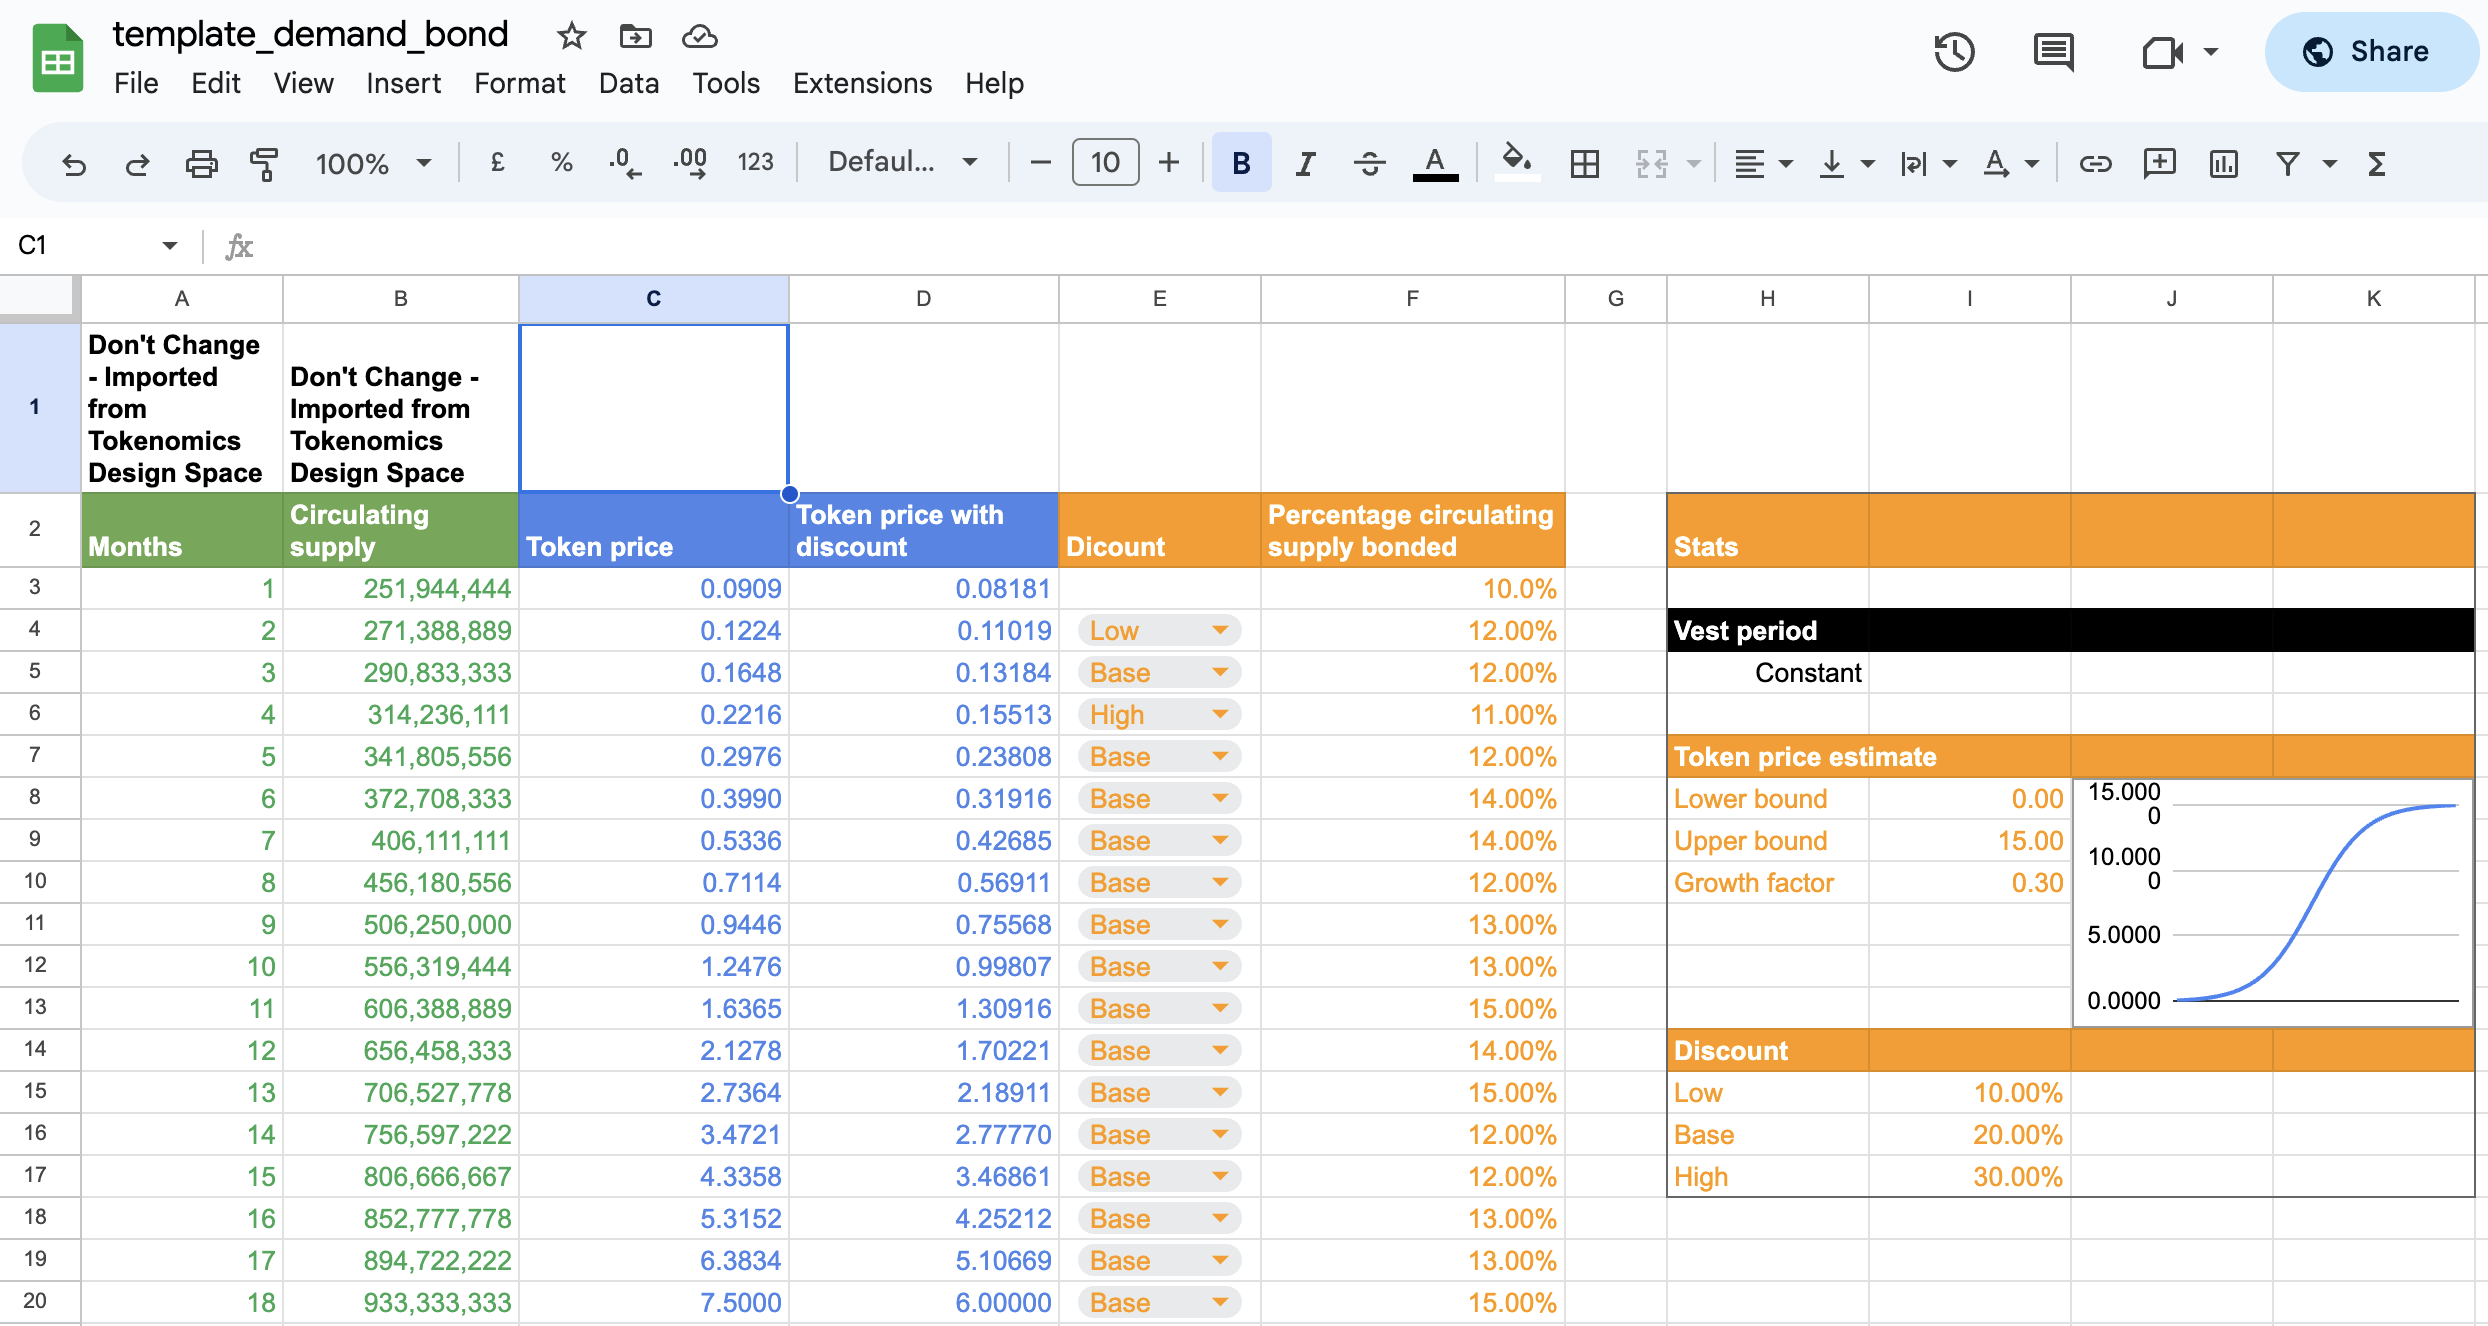 template_demand_bond
File Edit View Insert Format Data Tools Extensions Help
Share
100% £ % .0 .00 123 Defaul... 10 B I S A A Σ
C1 fx
A B C D E F G H I J K
1
Don't Change
- Imported
from
Tokenomics
Design Space
Don't Change -
Imported from
Tokenomics
Design Space
2
Months
Circulating
supply
Token price
Token price with
discount
Dicount
Percentage circulating
supply bonded
Stats
3 1 251,944,444 0.0909 0.08181 10.0%
4 2 271,388,889 0.1224 0.11019 Low 12.00% Vest period
5 3 290,833,333 0.1648 0.13184 Base 12.00% Constant
6 4 314,236,111 0.2216 0.15513 High 11.00%
7 5 341,805,556 0.2976 0.23808 Base 12.00% Token price estimate
8 6 372,708,333 0.3990 0.31916 Base 14.00% Lower bound 0.00
9 7 406,111,111 0.5336 0.42685 Base 14.00% Upper bound 15.00
10 8 456,180,556 0.7114 0.56911 Base 12.00% Growth factor 0.30
11 9 506,250,000 0.9446 0.75568 Base 13.00%
12 10 556,319,444 1.2476 0.99807 Base 13.00%
13 11 606,388,889 1.6365 1.30916 Base 15.00%
15.000
0
10.000
0
5.0000
0.0000
14 12 656,458,333 2.1278 1.70221 Base 14.00% Discount
15 13 706,527,778 2.7364 2.18911 Base 15.00% Low 10.00%
16 14 756,597,222 3.4721 2.77770 Base 12.00% Base 20.00%
17 15 806,666,667 4.3358 3.46861 Base 12.00% High 30.00%
18 16 852,777,778 5.3152 4.25212 Base 13.00%
19 17 894,722,222 6.3834 5.10669 Base 13.00%
20 18 933,333,333 7.5000 6.00000 Base 15.00%